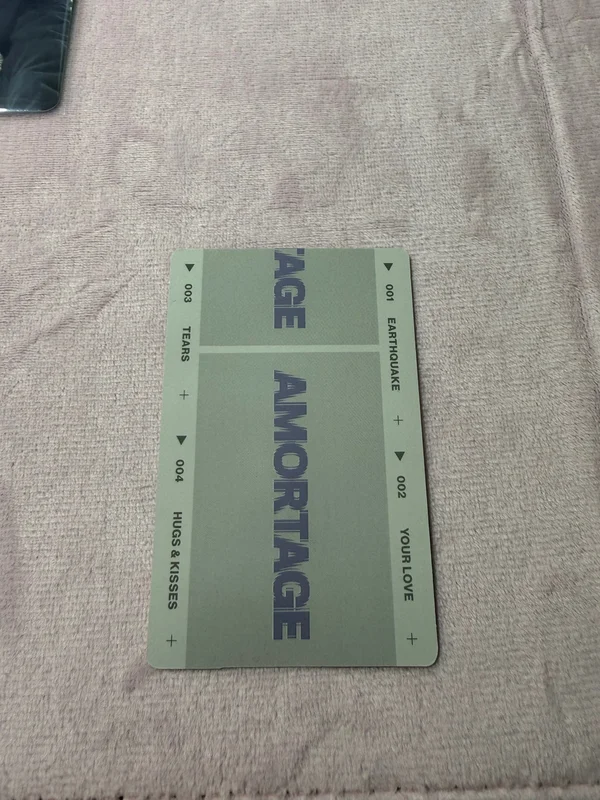 ▶ 001 EARTHQUAKE + ▶ 002 YOUR LOVE +
TAGE AMORTAGE
▶ 003 TEARS + ▶ 004 HUGS & KISSES +